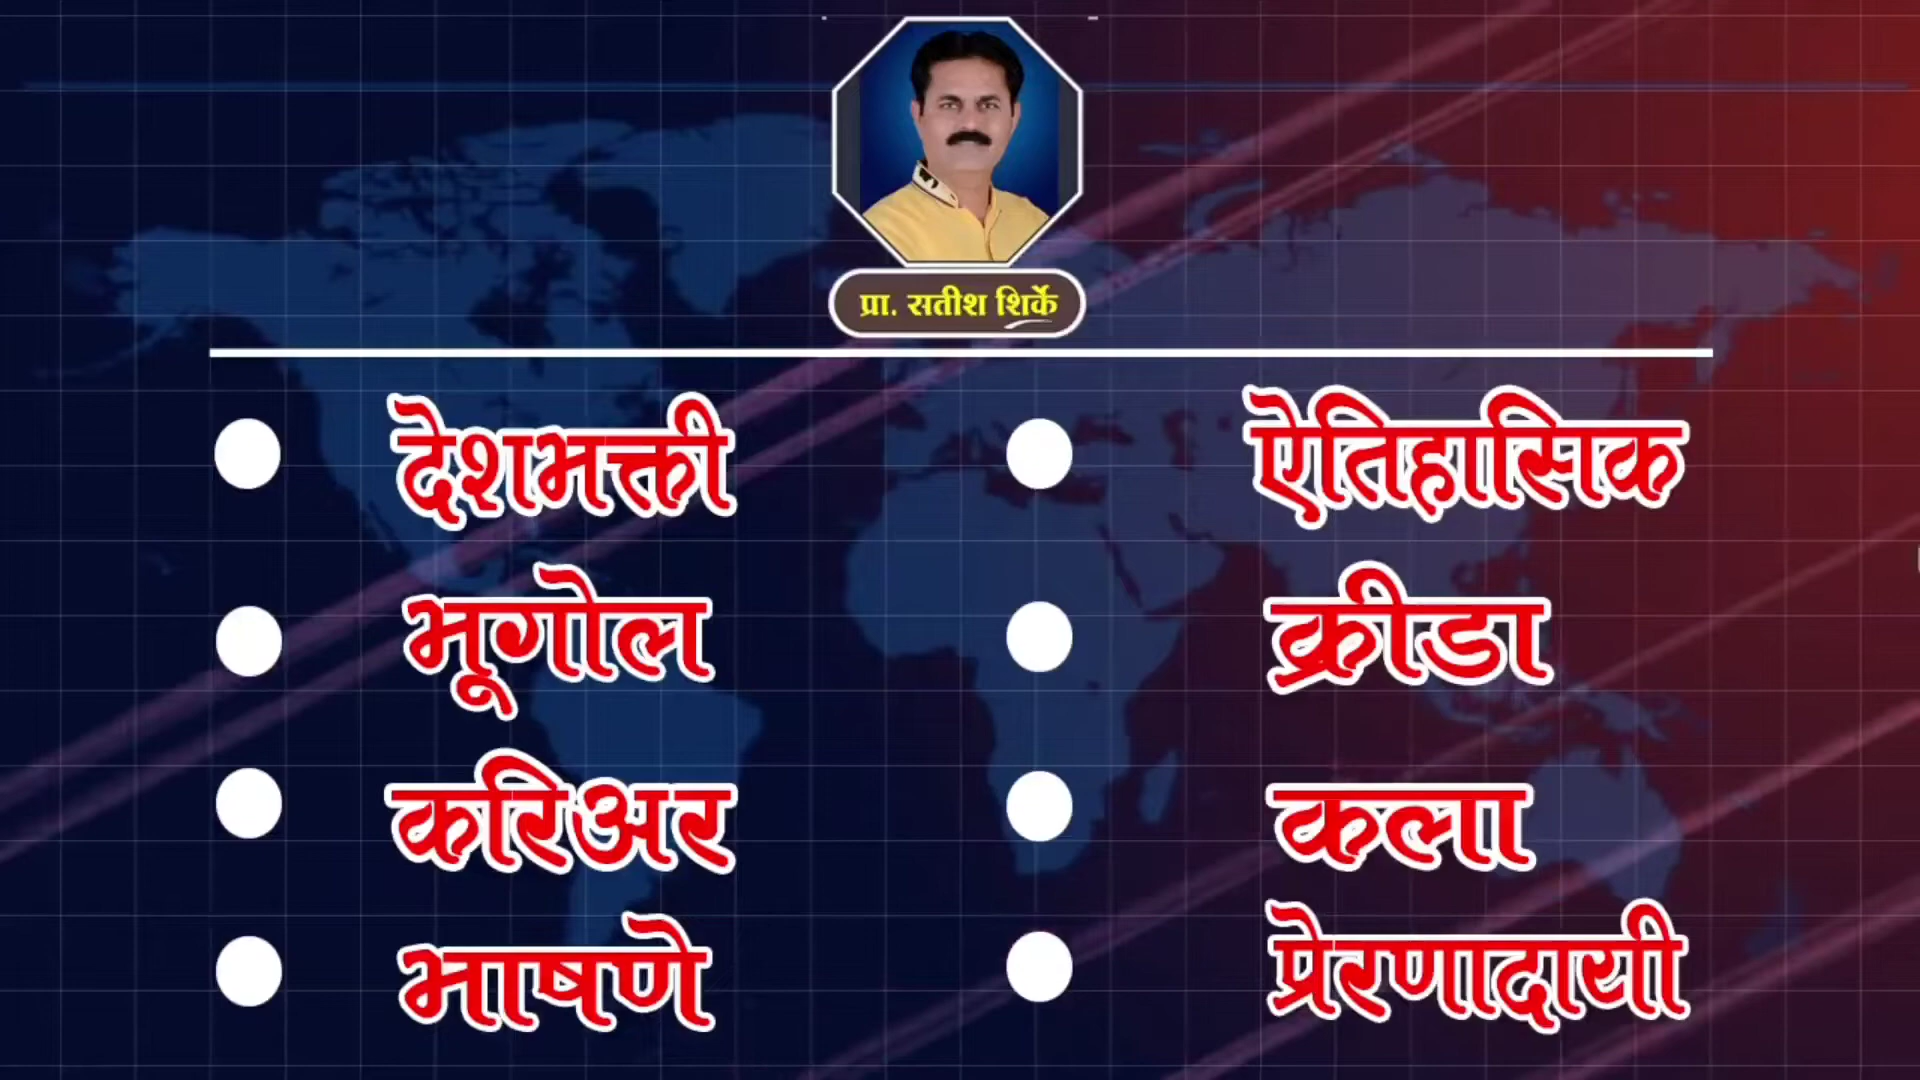 प्रा. सतीश शिर्के
देशभक्ती
ऐतिहासिक
भूगोल
क्रीडा
करिअर
कला
भाषणे
प्रेरणादायी